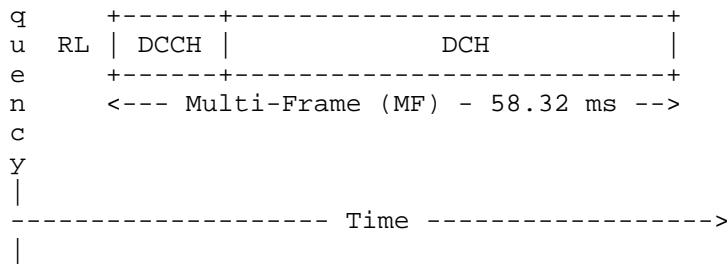 q     +------+---------------------------+
u  RL | DCCH |             DCH           |
e     +------+---------------------------+
n     <--- Multi-Frame (MF) - 58.32 ms -->
c
y
|
-------------------- Time ------------------>
|